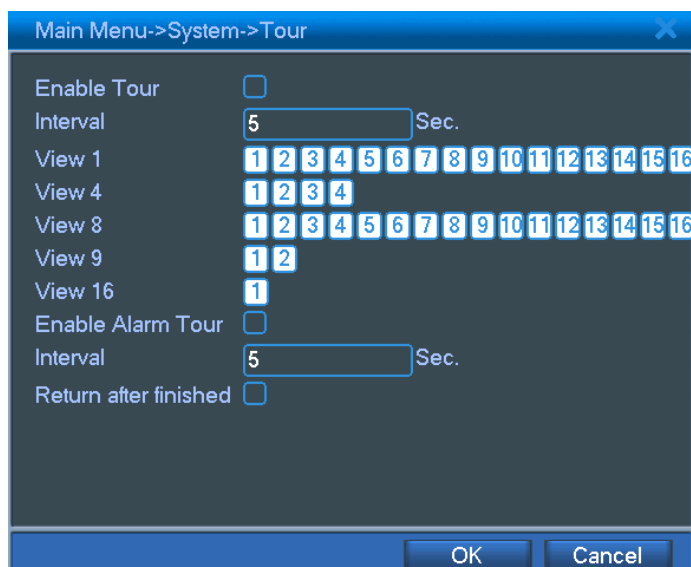 Main Menu->System->Tour
Enable Tour
Interval 5 Sec.
View 1 1 2 3 4 5 6 7 8 9 10 11 12 13 14 15 16
View 4 1 2 3 4
View 8 1 2 3 4 5 6 7 8 9 10 11 12 13 14 15 16
View 9 1 2
View 16 1
Enable Alarm Tour
Interval 5 Sec.
Return after finished
OK Cancel